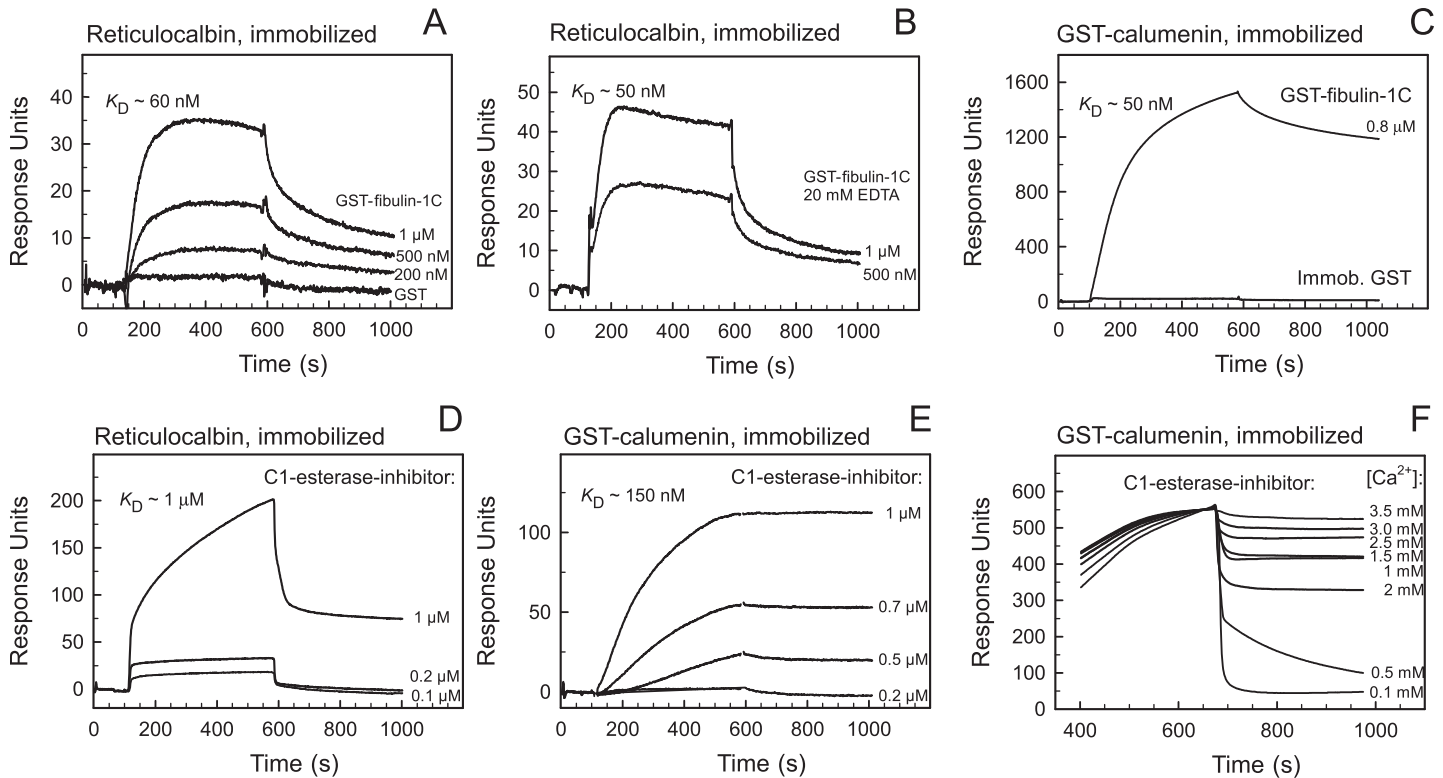 A
Reticulocalbin, immobilized
Response Units
40
30
20
10
0
K_D ~ 60 nM
GST-fibulin-1C
1 µM
500 nM
200 nM
GST
0 200 400 600 800 1000
Time (s)
B
Reticulocalbin, immobilized
Response Units
50
40
30
20
10
0
K_D ~ 50 nM
GST-fibulin-1C
20 mM EDTA
1 µM
500 nM
0 200 400 600 800 1000
Time (s)
C
GST-calumenin, immobilized
Response Units
1600
1200
800
400
0
K_D ~ 50 nM
GST-fibulin-1C
0.8 µM
Immob. GST
0 200 400 600 800 1000
Time (s)
D
Reticulocalbin, immobilized
Response Units
200
150
100
50
0
C1-esterase-inhibitor:
K_D ~ 1 µM
1 µM
0.2 µM
0.1 µM
0 200 400 600 800 1000
Time (s)
E
GST-calumenin, immobilized
Response Units
100
50
0
C1-esterase-inhibitor:
K_D ~ 150 nM
1 µM
0.7 µM
0.5 µM
0.2 µM
0 200 400 600 800 1000
Time (s)
F
GST-calumenin, immobilized
Response Units
600
500
400
300
200
100
0
C1-esterase-inhibitor:
[Ca²⁺]:
3.5 mM
3.0 mM
2.5 mM
1.5 mM
1 mM
2 mM
0.5 mM
0.1 mM
400 600 800 1000
Time (s)